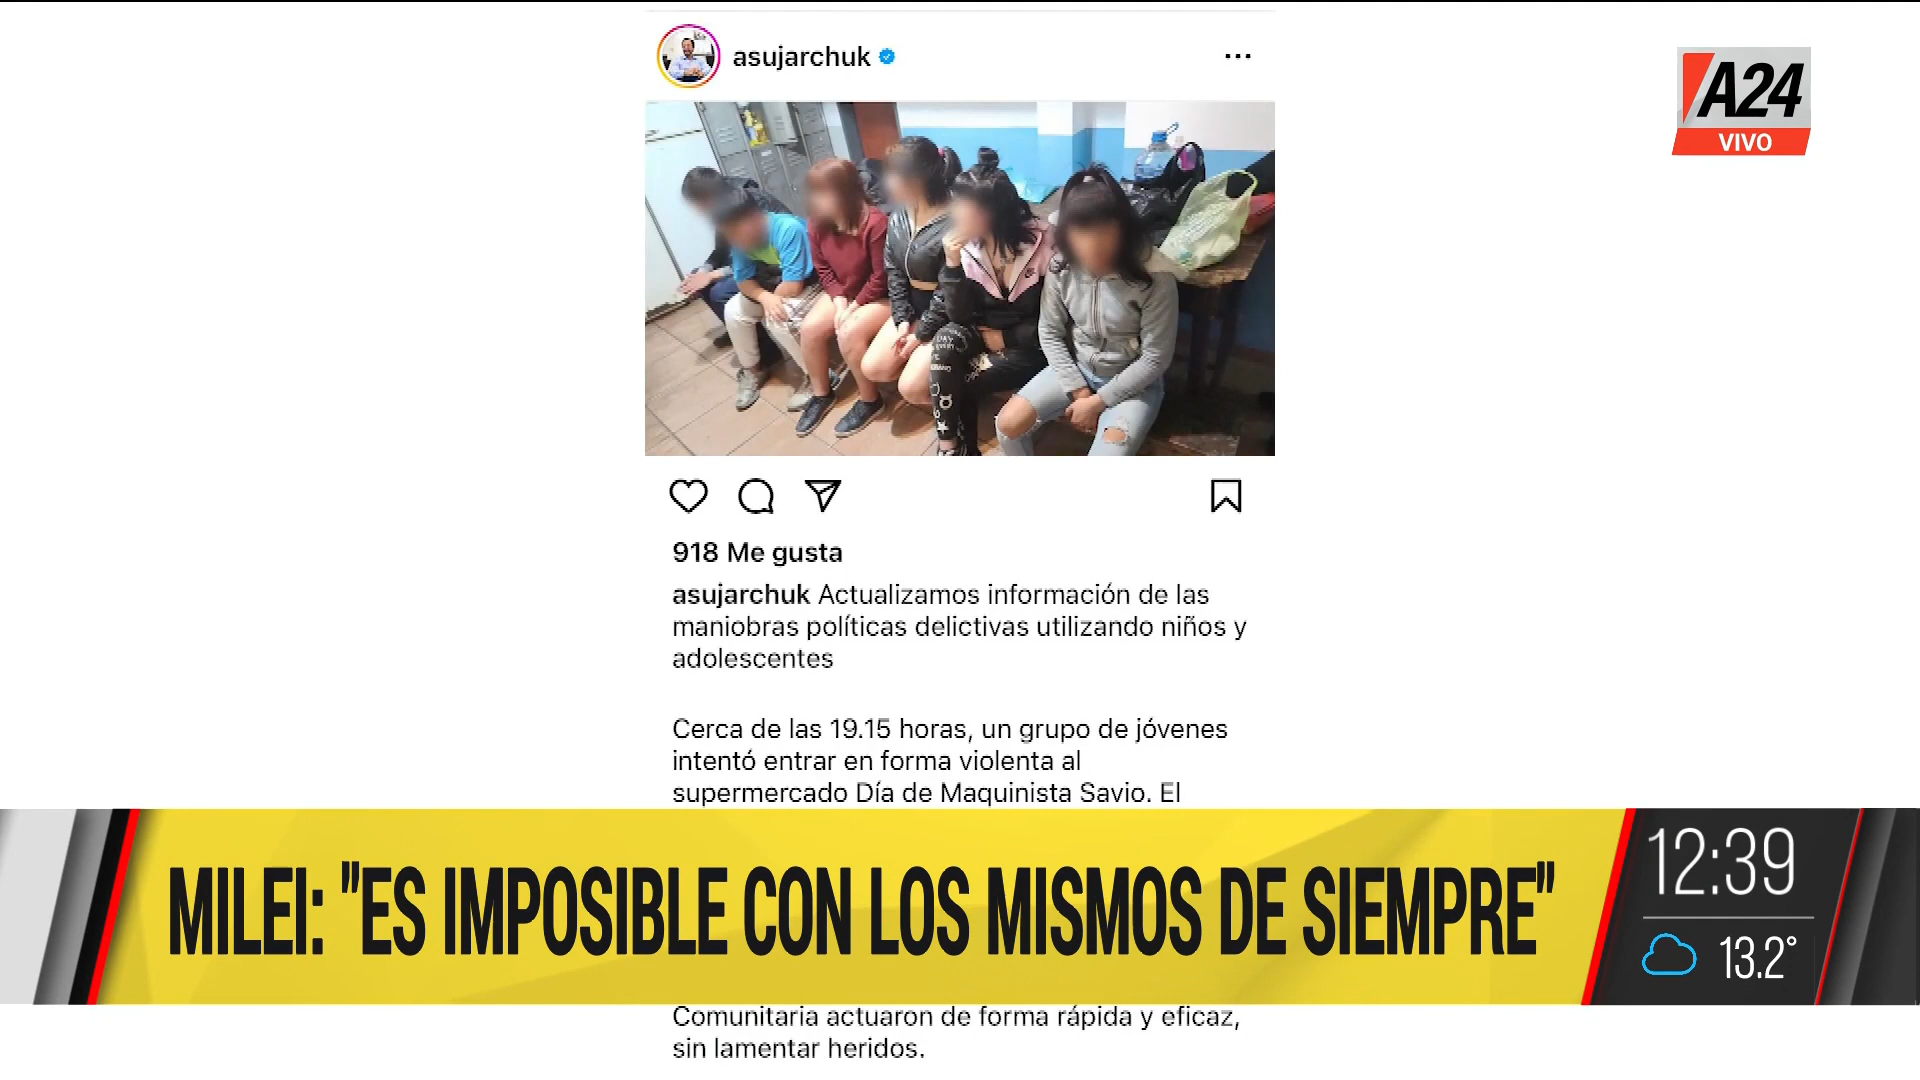 asujarchuk
A24
VIVO
918 Me gusta
asujarchuk Actualizamos información de las
maniobras políticas delictivas utilizando niños y
adolescentes
Cerca de las 19.15 horas, un grupo de jóvenes
intentó entrar en forma violenta al
supermercado Día de Maquinista Savio. El
MILEI: "ES IMPOSIBLE CON LOS MISMOS DE SIEMPRE"
12:39
13.2°
Comunitaria actuaron de forma rápida y eficaz,
sin lamentar heridos.